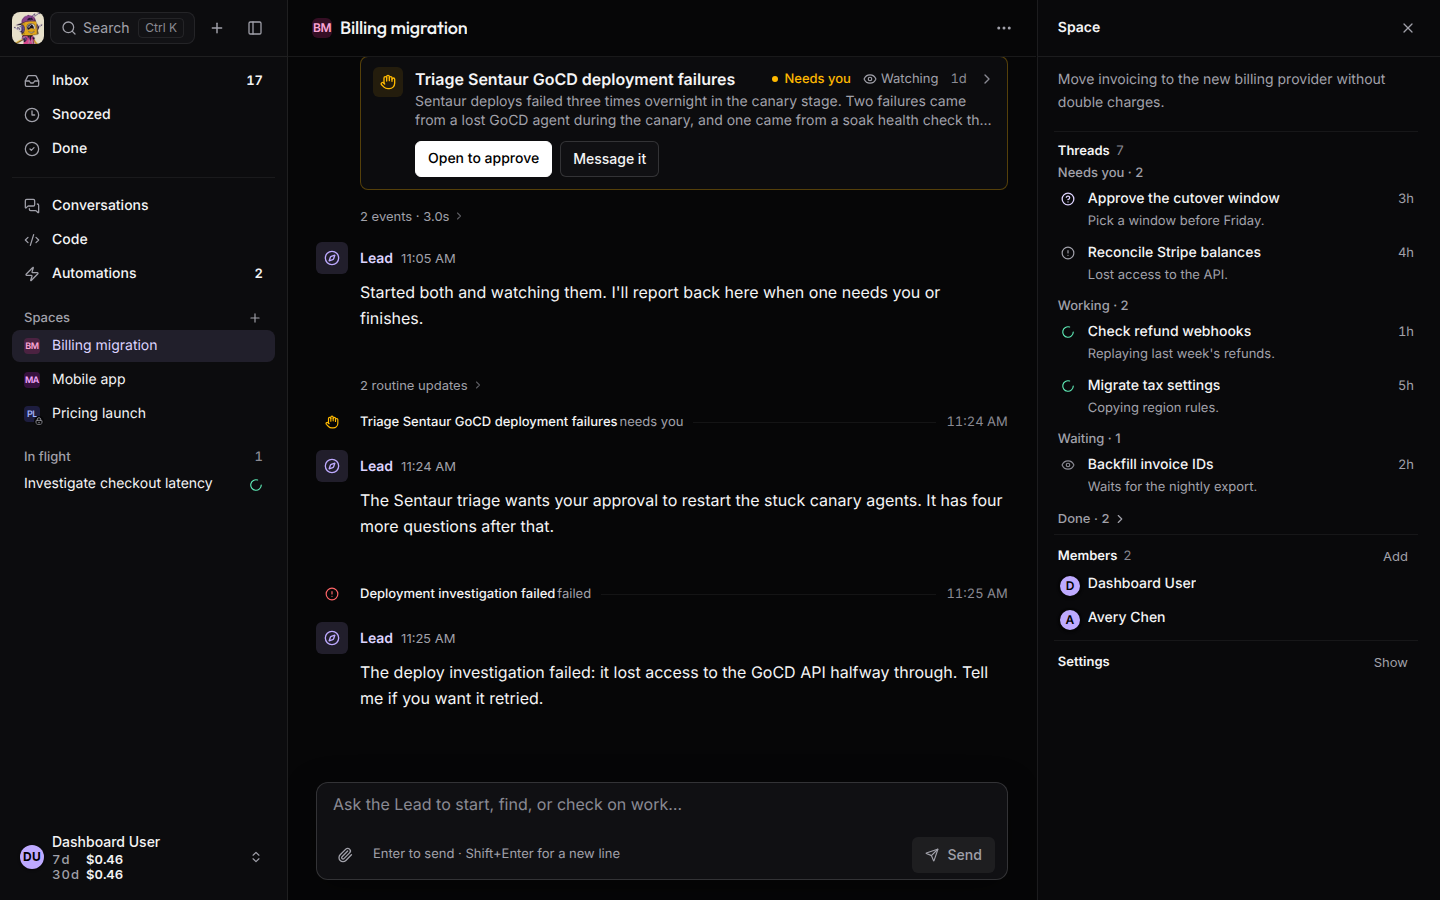 Search Ctrl K
Inbox 17
Snoozed
Done
Conversations
Code
Automations 2
Spaces
BM Billing migration
MA Mobile app
PL Pricing launch
In flight 1
Investigate checkout latency
DU Dashboard User
7d $0.46
30d $0.46
BM Billing migration
Triage Sentaur GoCD deployment failures Needs you Watching 1d
Sentaur deploys failed three times overnight in the canary stage. Two failures came
from a lost GoCD agent during the canary, and one came from a soak health check th...
Open to approve Message it
2 events · 3.0s
Lead 11:05 AM
Started both and watching them. I'll report back here when one needs you or
finishes.
2 routine updates
Triage Sentaur GoCD deployment failures needs you 11:24 AM
Lead 11:24 AM
The Sentaur triage wants your approval to restart the stuck canary agents. It has four
more questions after that.
Deployment investigation failed failed 11:25 AM
Lead 11:25 AM
The deploy investigation failed: it lost access to the GoCD API halfway through. Tell
me if you want it retried.
Ask the Lead to start, find, or check on work...
Enter to send · Shift+Enter for a new line Send
Space
Move invoicing to the new billing provider without
double charges.
Threads 7
Needs you · 2
Approve the cutover window 3h
Pick a window before Friday.
Reconcile Stripe balances 4h
Lost access to the API.
Working · 2
Check refund webhooks 1h
Replaying last week's refunds.
Migrate tax settings 5h
Copying region rules.
Waiting · 1
Backfill invoice IDs 2h
Waits for the nightly export.
Done · 2
Members 2 Add
D Dashboard User
A Avery Chen
Settings Show